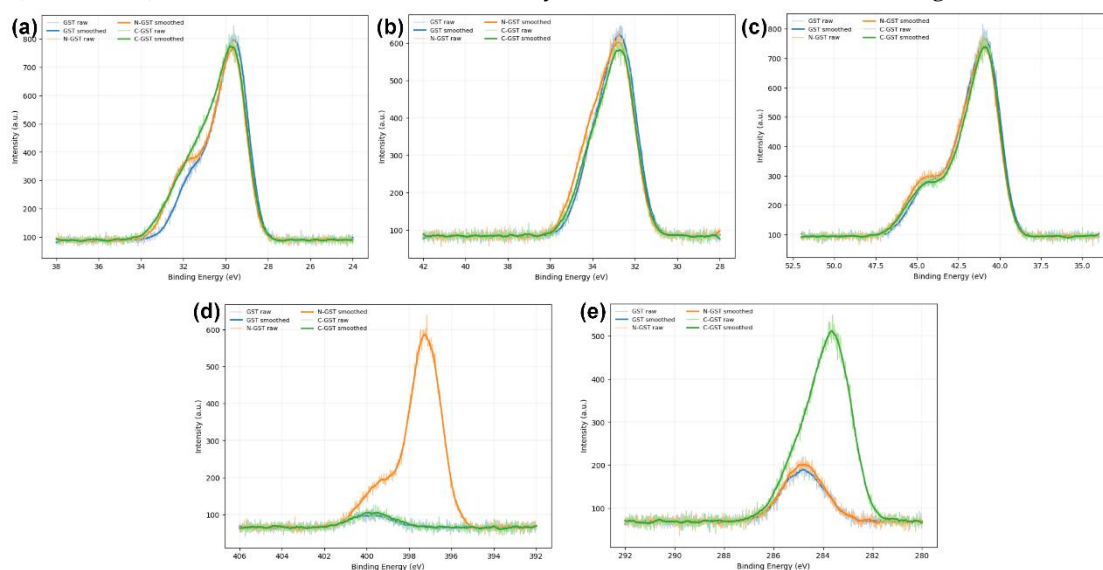 (a)
GST raw
GST smoothed
N-GST raw
N-GST smoothed
C-GST raw
C-GST smoothed
Intensity (a.u.)
800
700
600
500
400
300
200
100
38 36 34 32 30 28 26 24
Binding Energy (eV)
(b)
GST raw
GST smoothed
N-GST raw
N-GST smoothed
C-GST raw
C-GST smoothed
Intensity (a.u.)
600
500
400
300
200
100
42 40 38 36 34 32 30 28
Binding Energy (eV)
(c)
GST raw
GST smoothed
N-GST raw
N-GST smoothed
C-GST raw
C-GST smoothed
Intensity (a.u.)
800
700
600
500
400
300
200
100
52.5 50.0 47.5 45.0 42.5 40.0 37.5 35.0
Binding Energy (eV)
(d)
GST raw
GST smoothed
N-GST raw
N-GST smoothed
C-GST raw
C-GST smoothed
Intensity (a.u.)
600
500
400
300
200
100
406 404 402 400 398 396 394 392
Binding Energy (eV)
(e)
GST raw
GST smoothed
N-GST raw
N-GST smoothed
C-GST raw
C-GST smoothed
Intensity (a.u.)
500
400
300
200
100
292 290 288 286 284 282 280
Binding Energy (eV)